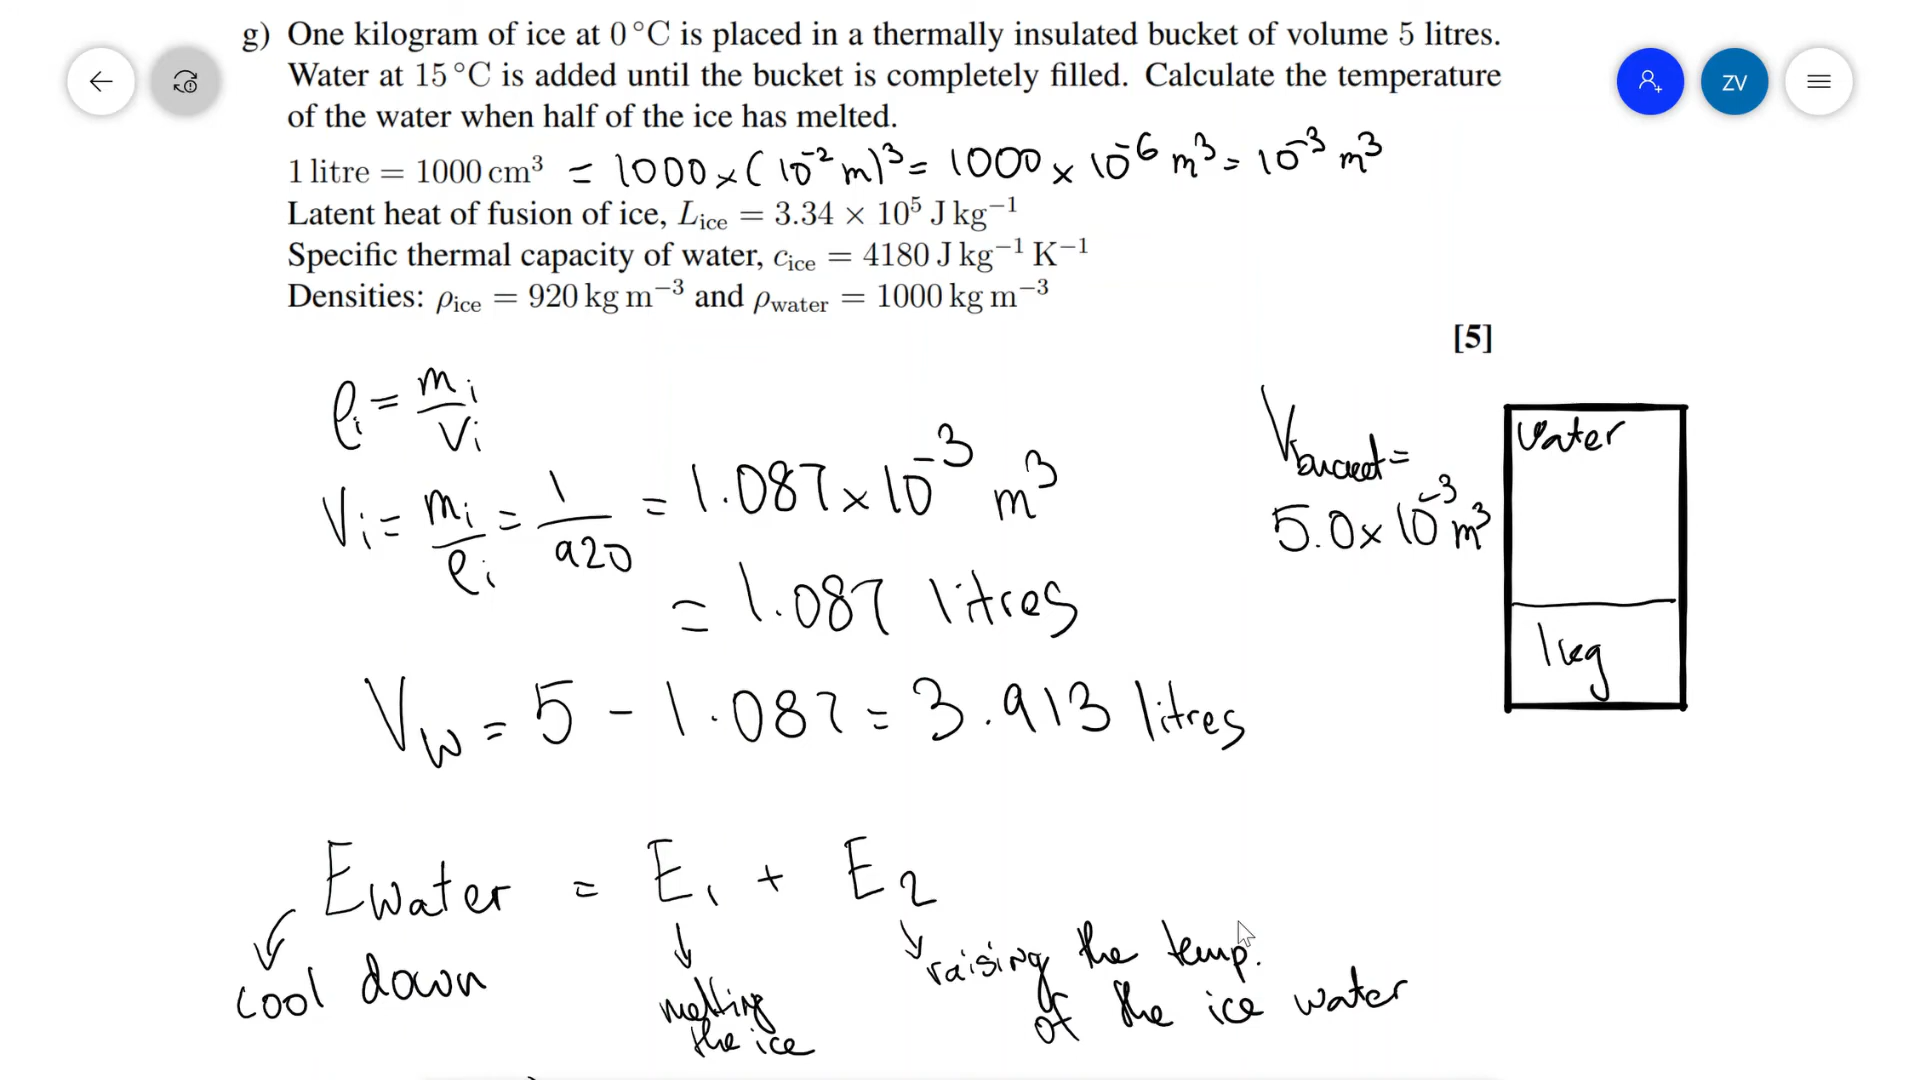 g) One kilogram of ice at 0 °C is placed in a thermally insulated bucket of volume 5 litres.
Water at 15 °C is added until the bucket is completely filled. Calculate the temperature
of the water when half of the ice has melted.
1 litre = 1000 cm³ = 1000 × (10⁻² m)³ = 1000 × 10⁻⁶ m³ = 10⁻³ m³
Latent heat of fusion of ice, L_ice = 3.34 × 10⁵ J kg⁻¹
Specific thermal capacity of water, c_ice = 4180 J kg⁻¹ K⁻¹
Densities: ρ_ice = 920 kg m⁻³ and ρ_water = 1000 kg m⁻³
[5]
ZV
ρᵢ = mᵢ / Vᵢ
Vᵢ = mᵢ / ρᵢ = 1 / 920 = 1.087 × 10⁻³ m³
= 1.087 litres
V_w = 5 − 1.087 = 3.913 litres
V_bucket =
5.0 × 10⁻³ m³
water
1 kg
E_water = E₁ + E₂
cool down
melting
the ice
raising the temp.
of the ice water